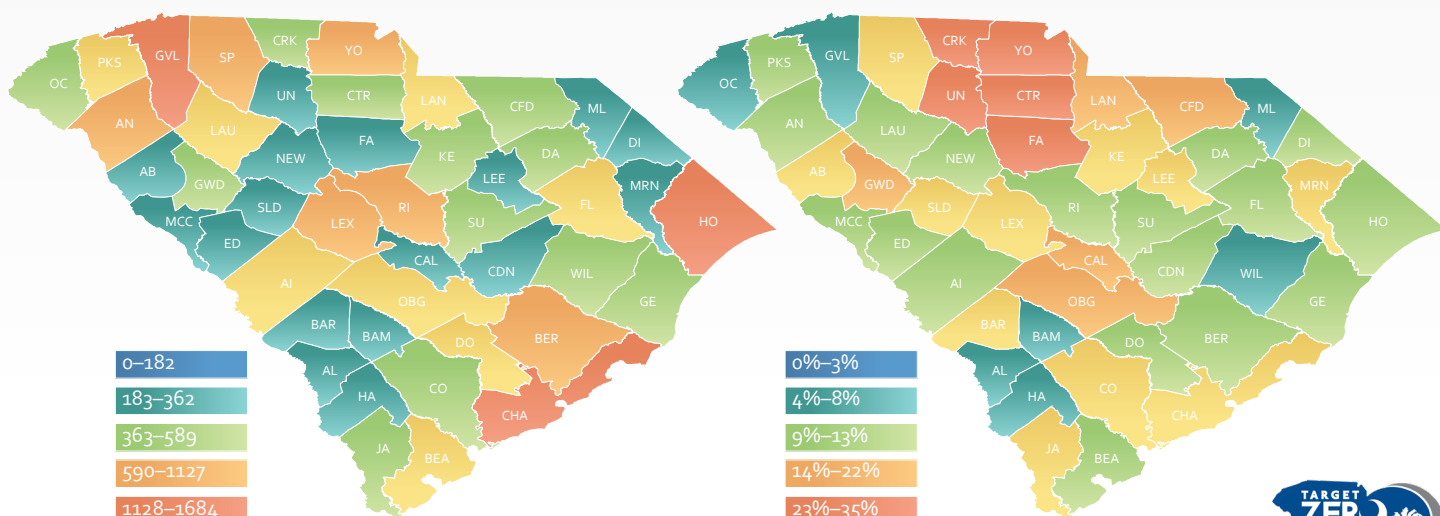 OC
PKS
GVL
SP
CRK
YO
AN
LAU
UN
CTR
LAN
CFD
ML
DI
AB
GWD
NEW
FA
KE
DA
LEE
MRN
HO
MCC
SLD
ED
LEX
RI
SU
FL
AI
CAL
CDN
WIL
GE
OBG
BAR
BAM
DO
BER
AL
HA
CO
CHA
JA
BEA
0–182
183–362
363–589
590–1127
1128–1684
OC
PKS
GVL
SP
CRK
YO
AN
LAU
UN
CTR
LAN
CFD
ML
DI
AB
GWD
NEW
FA
KE
DA
LEE
MRN
HO
MCC
SLD
ED
LEX
RI
SU
FL
AI
CAL
CDN
WIL
GE
OBG
BAR
BAM
DO
BER
AL
HA
CO
CHA
JA
BEA
0%–3%
4%–8%
9%–13%
14%–22%
23%–35%
TARGET
ZER